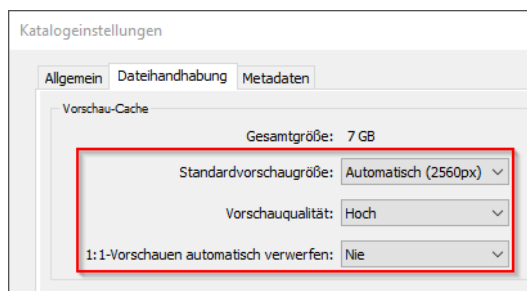 Katalogeinstellungen
Allgemein Dateihandhabung Metadaten
Vorschau-Cache
Gesamtgröße: 7 GB
Standardvorschaugröße: Automatisch (2560px)
Vorschauqualität: Hoch
1:1-Vorschauen automatisch verwerfen: Nie